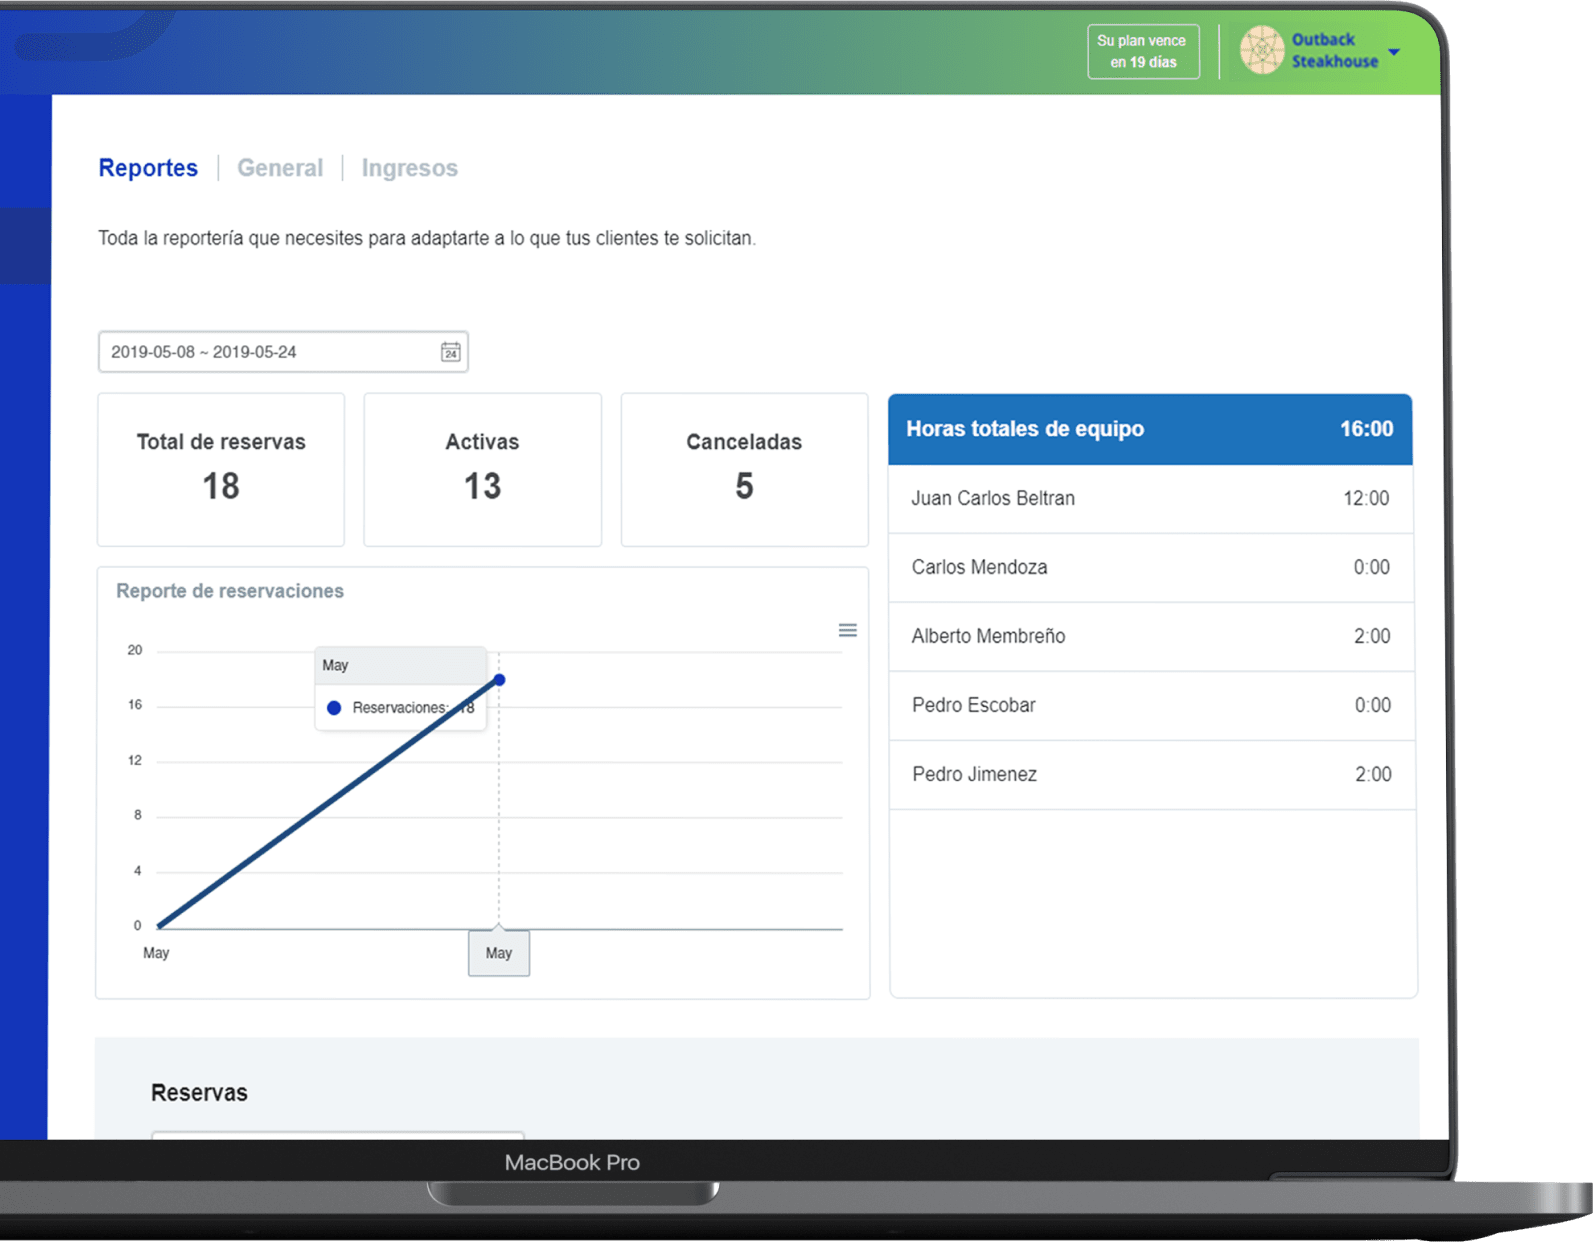 Su plan vence
en 19 días
Outback
Steakhouse
Reportes
General
Ingresos
Toda la reportería que necesites para adaptarte a lo que tus clientes te solicitan.
2019-05-08 ~ 2019-05-24
24
Total de reservas
18
Activas
13
Canceladas
5
Horas totales de equipo 16:00
Juan Carlos Beltran 12:00
Carlos Mendoza 0:00
Alberto Membreño 2:00
Pedro Escobar 0:00
Pedro Jimenez 2:00
Reporte de reservaciones
20
16
12
8
4
0
May
Reservaciones: 18
May
May
Reservas
MacBook Pro